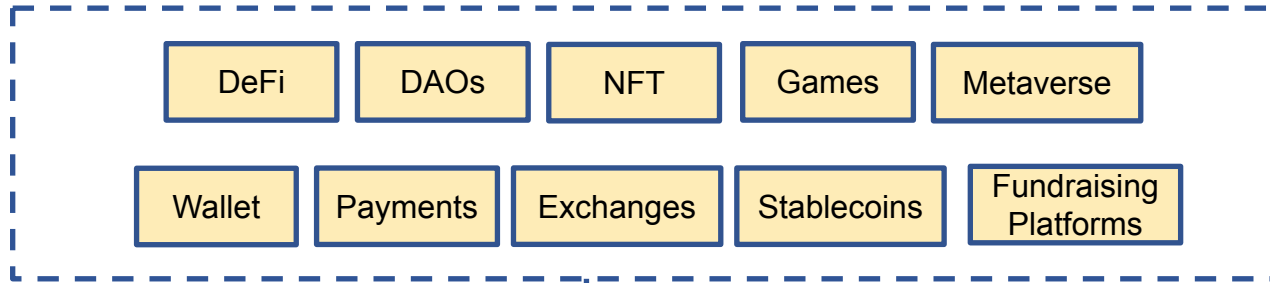 DeFi
DAOs
NFT
Games
Metaverse
Wallet
Payments
Exchanges
Stablecoins
Fundraising
Platforms